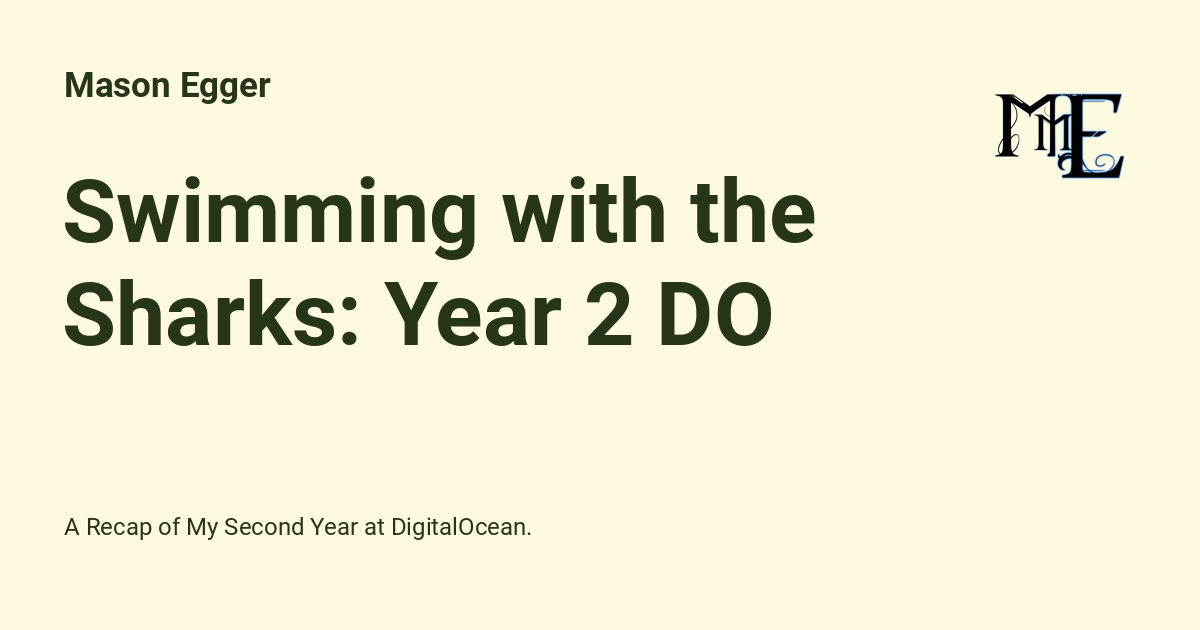 Mason Egger
MmE
Swimming with the
Sharks: Year 2 DO
A Recap of My Second Year at DigitalOcean.